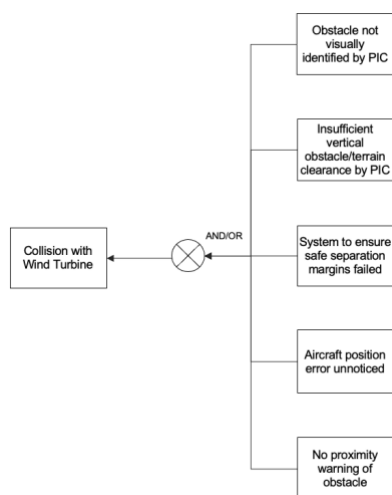 Obstacle not
visually
identified by PIC
Insufficient
vertical
obstacle/terrain
clearance by PIC
AND/OR
Collision with
Wind Turbine
System to ensure
safe separation
margins failed
Aircraft position
error unnoticed
No proximity
warning of
obstacle